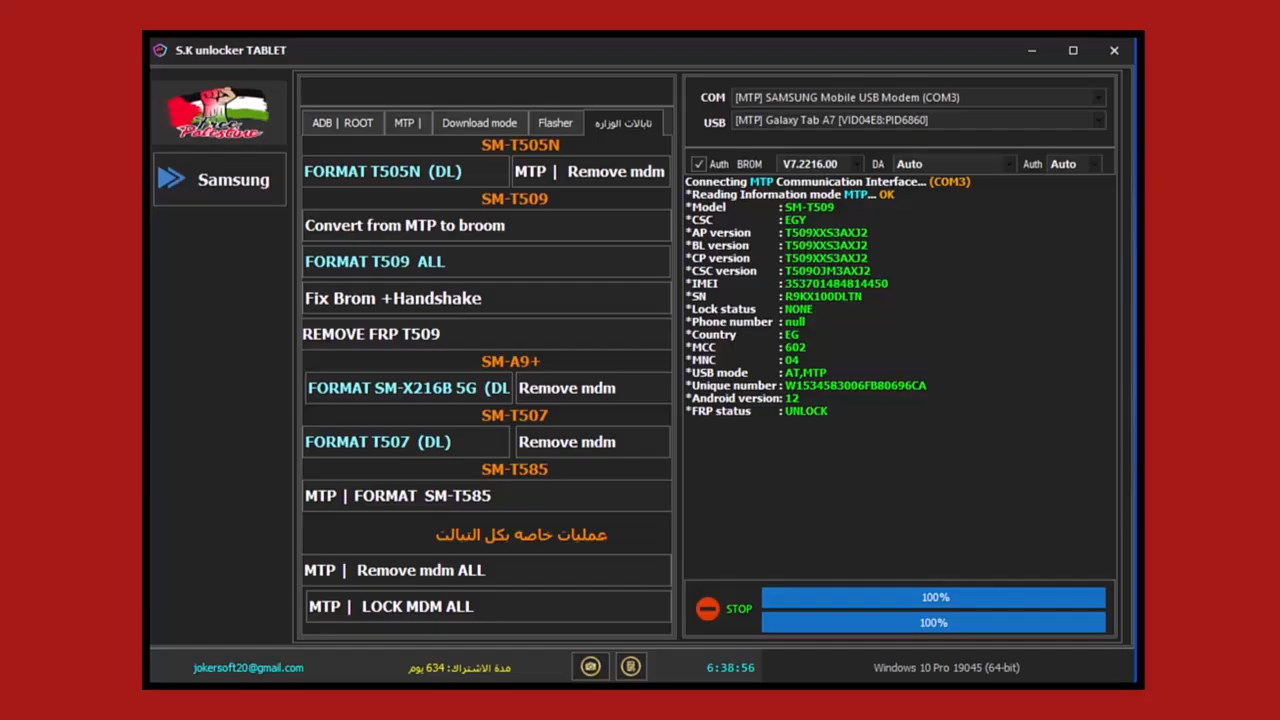 S.K unlocker TABLET
Free
Palestine
Samsung
ADB | ROOT
MTP |
Download mode
Flasher
تابالات الوزاره
SM-T505N
FORMAT T505N (DL)
MTP | Remove mdm
SM-T509
Convert from MTP to broom
FORMAT T509 ALL
Fix Brom +Handshake
REMOVE FRP T509
SM-A9+
FORMAT SM-X216B 5G (DL
Remove mdm
SM-T507
FORMAT T507 (DL)
Remove mdm
SM-T585
MTP | FORMAT SM-T585
عمليات خاصه بكل التبالت
MTP | Remove mdm ALL
MTP | LOCK MDM ALL
COM [MTP] SAMSUNG Mobile USB Modem (COM3)
USB [MTP] Galaxy Tab A7 [VID04E8:PID6860]
Auth BROM V7.2216.00 DA Auto Auth Auto
Connecting MTP Communication Interface... (COM3)
*Reading Information mode MTP... OK
*Model : SM-T509
*CSC : EGY
*AP version : T509XXS3AXJ2
*BL version : T509XXS3AXJ2
*CP version : T509XXS3AXJ2
*CSC version : T509OJM3AXJ2
*IMEI : 353701484814450
*SN : R9KX100DLTN
*Lock status : NONE
*Phone number : null
*Country : EG
*MCC : 602
*MNC : 04
*USB mode : AT,MTP
*Unique number : W1534583006FB80696CA
*Android version: 12
*FRP status : UNLOCK
STOP
100%
100%
jokersoft20@gmail.com
مدة الاشتراك: 634 يوم
6:38:56
Windows 10 Pro 19045 (64-bit)